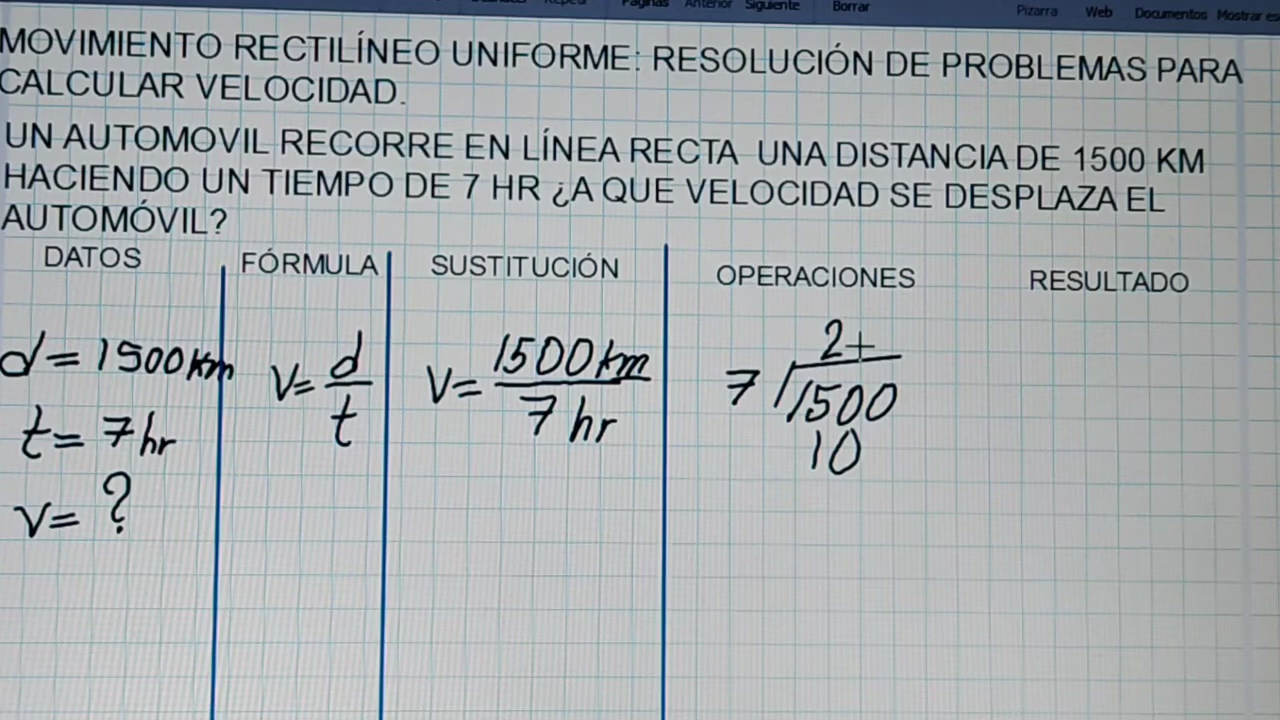 Páginas Anterior Siguiente Borrar Pizarra Web Documentos
MOVIMIENTO RECTILÍNEO UNIFORME: RESOLUCIÓN DE PROBLEMAS PARA
CALCULAR VELOCIDAD.
UN AUTOMOVIL RECORRE EN LÍNEA RECTA UNA DISTANCIA DE 1500 KM
HACIENDO UN TIEMPO DE 7 HR ¿A QUE VELOCIDAD SE DESPLAZA EL
AUTOMÓVIL?
DATOS FÓRMULA SUSTITUCIÓN OPERACIONES RESULTADO
d = 1500 km
t = 7 hr
v = ?
v = d
t
v = 1500 km
7 hr
2
7 1500
10